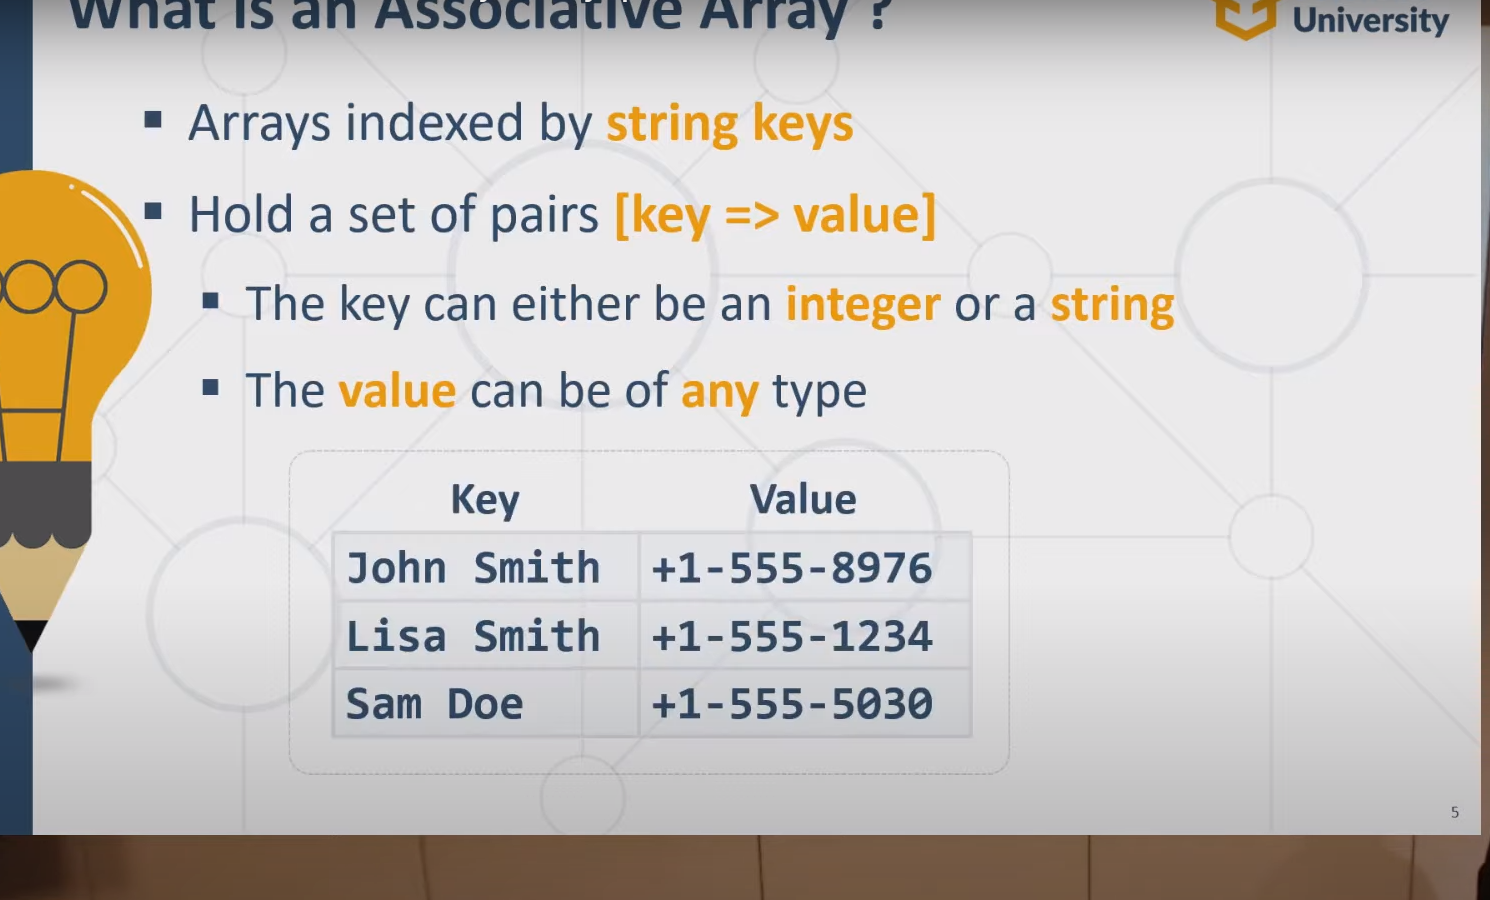 What is an Associative Array ?
University
Arrays indexed by string keys
Hold a set of pairs [key => value]
The key can either be an integer or a string
The value can be of any type
Key Value
John Smith +1-555-8976
Lisa Smith +1-555-1234
Sam Doe +1-555-5030
5